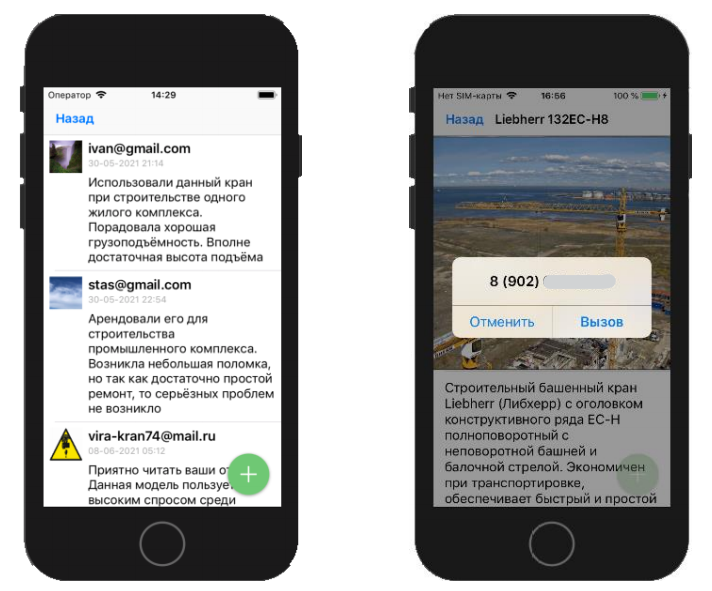 Оператор 14:29
Назад
ivan@gmail.com
30-05-2021 21:14
Использовали данный кран
при строительстве одного
жилого комплекса.
Порадовала хорошая
грузоподъёмность. Вполне
достаточная высота подъёма
stas@gmail.com
30-05-2021 22:54
Арендовали его для
строительства
промышленного комплекса.
Возникла небольшая поломка,
но так как достаточно простой
ремонт, то серьёзных проблем
не возникло
vira-kran74@mail.ru
08-06-2021 05:12
Приятно читать ваши
Данная модель
высоким спросом среди
Нет SIM-карты 16:56 100 %
Назад Liebherr 132EC-H8
8 (902)
Отменить Вызов
Строительный башенный кран
Liebherr (Либхерр) с оголовком
конструктивного ряда EC-H
полноповоротный с
неповоротной башней и
балочной стрелой. Экономичен
при транспортировке,
обеспечивает быстрый и простой